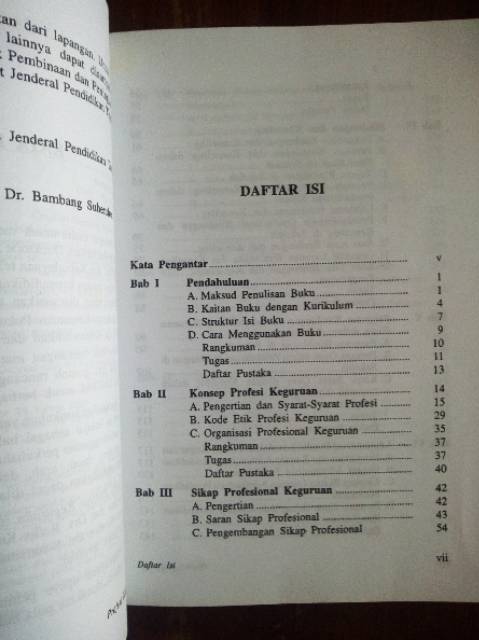 dari lapangan.
lainnya dapat
Pembinaan dan
Jenderal Pendidikan
Jenderal Pendidikan
Dr. Bambang
DAFTAR ISI
Kata Pengantar ........ v
Bab I Pendahuluan ........ 1
A. Maksud Penulisan Buku ........ 1
B. Kaitan Buku dengan Kurikulum ........ 4
C. Struktur Isi Buku ........ 7
D. Cara Menggunakan Buku ........ 9
Rangkuman ........ 10
Tugas ........ 11
Daftar Pustaka ........ 13
Bab II Konsep Profesi Keguruan ........ 14
A. Pengertian dan Syarat-Syarat Profesi ........ 15
B. Kode Etik Profesi Keguruan ........ 29
C. Organisasi Profesional Keguruan ........ 35
Rangkuman ........ 37
Tugas ........ 37
Daftar Pustaka ........ 40
Bab III Sikap Profesional Keguruan ........ 42
A. Pengertian ........ 42
B. Saran Sikap Profesional ........ 43
C. Pengembangan Sikap Profesional 54
Daftar Isi vii